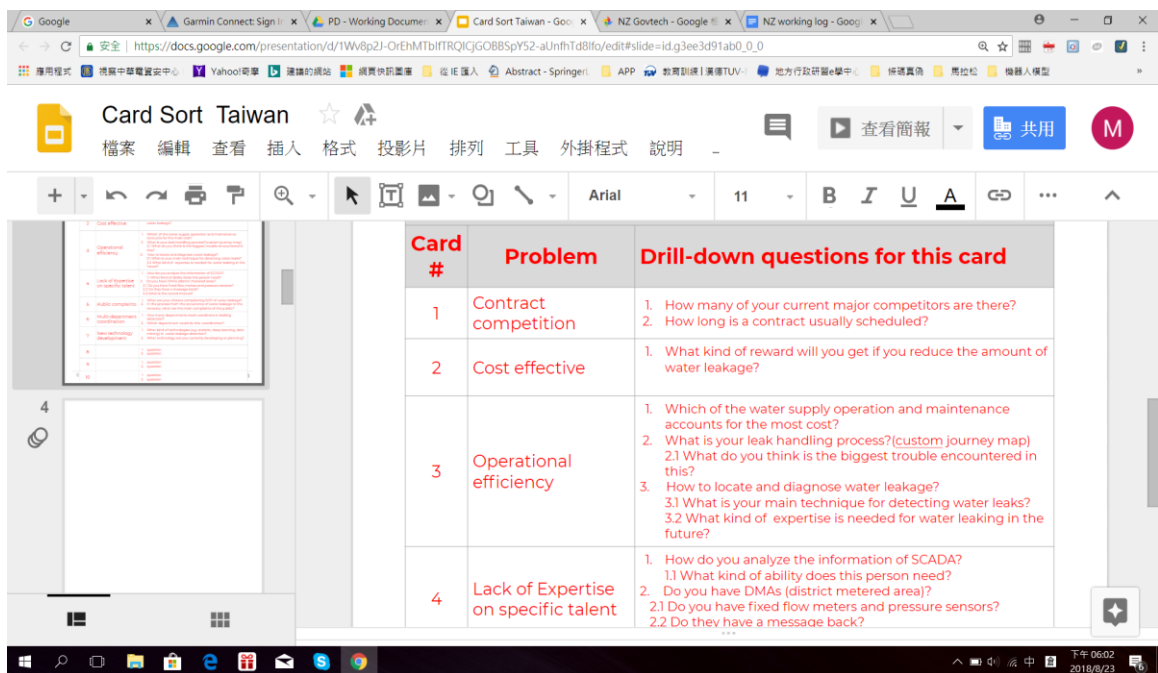 Google
Garmin Connect: Sign I
PD - Working Documen
Card Sort Taiwan - Goo
NZ Govtech - Google
NZ working log - Googl
安全 | https://docs.google.com/presentation/d/1Wv8p2J-OrEhMTblfTRQICjGOBBSpY52-aUnfhTd8lfo/edit#slide=id.g3ee3d91ab0_0_0
應用程式
Yahoo!奇摩
建議的網站
網頁快訊圖庫
從 IE 匯入
Abstract - Springer
APP
教育訓練
地方行政研習e學中心
馬拉松
機器人模型
»
Card Sort Taiwan
檔案 編輯 查看 插入 格式 投影片 排列 工具 外掛程式 說明
查看簡報
共用
M
Arial
11
B I U A
Card # Problem Drill-down questions for this card
1 Contract competition
1. How many of your current major competitors are there?
2. How long is a contract usually scheduled?
2 Cost effective
1. What kind of reward will you get if you reduce the amount of
water leakage?
3 Operational efficiency
1. Which of the water supply operation and maintenance
accounts for the most cost?
2. What is your leak handling process?(custom journey map)
2.1 What do you think is the biggest trouble encountered in
this?
3. How to locate and diagnose water leakage?
3.1 What is your main technique for detecting water leaks?
3.2 What kind of expertise is needed for water leaking in the
future?
4 Lack of Expertise on specific talent
1. How do you analyze the information of SCADA?
1.1 What kind of ability does this person need?
2. Do you have DMAs (district metered area)?
2.1 Do you have fixed flow meters and pressure sensors?
2.2 Do they have a message back?
4
中
下午 06:02
2018/8/23